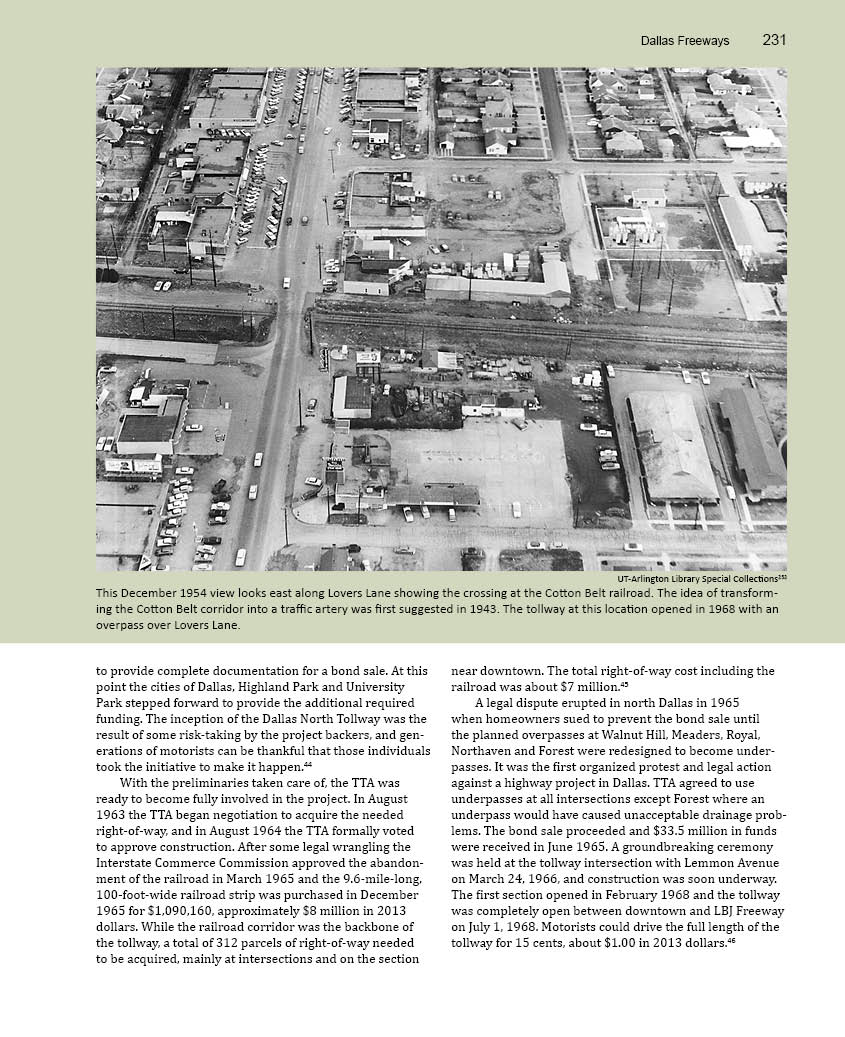 Dallas Freeways 231
UT-Arlington Library Special Collections²⁵³
This December 1954 view looks east along Lovers Lane showing the crossing at the Cotton Belt railroad. The idea of transform-
ing the Cotton Belt corridor into a traffic artery was first suggested in 1943. The tollway at this location opened in 1968 with an
overpass over Lovers Lane.
to provide complete documentation for a bond sale. At this
point the cities of Dallas, Highland Park and University
Park stepped forward to provide the additional required
funding. The inception of the Dallas North Tollway was the
result of some risk-taking by the project backers, and gen-
erations of motorists can be thankful that those individuals
took the initiative to make it happen.⁴⁴
With the preliminaries taken care of, the TTA was
ready to become fully involved in the project. In August
1963 the TTA began negotiation to acquire the needed
right-of-way, and in August 1964 the TTA formally voted
to approve construction. After some legal wrangling the
Interstate Commerce Commission approved the abandon-
ment of the railroad in March 1965 and the 9.6-mile-long,
100-foot-wide railroad strip was purchased in December
1965 for $1,090,160, approximately $8 million in 2013
dollars. While the railroad corridor was the backbone of
the tollway, a total of 312 parcels of right-of-way needed
to be acquired, mainly at intersections and on the section
near downtown. The total right-of-way cost including the
railroad was about $7 million.⁴⁵
A legal dispute erupted in north Dallas in 1965
when homeowners sued to prevent the bond sale until
the planned overpasses at Walnut Hill, Meaders, Royal,
Northaven and Forest were redesigned to become under-
passes. It was the first organized protest and legal action
against a highway project in Dallas. TTA agreed to use
underpasses at all intersections except Forest where an
underpass would have caused unacceptable drainage prob-
lems. The bond sale proceeded and $33.5 million in funds
were received in June 1965. A groundbreaking ceremony
was held at the tollway intersection with Lemmon Avenue
on March 24, 1966, and construction was soon underway.
The first section opened in February 1968 and the tollway
was completely open between downtown and LBJ Freeway
on July 1, 1968. Motorists could drive the full length of the
tollway for 15 cents, about $1.00 in 2013 dollars.⁴⁶